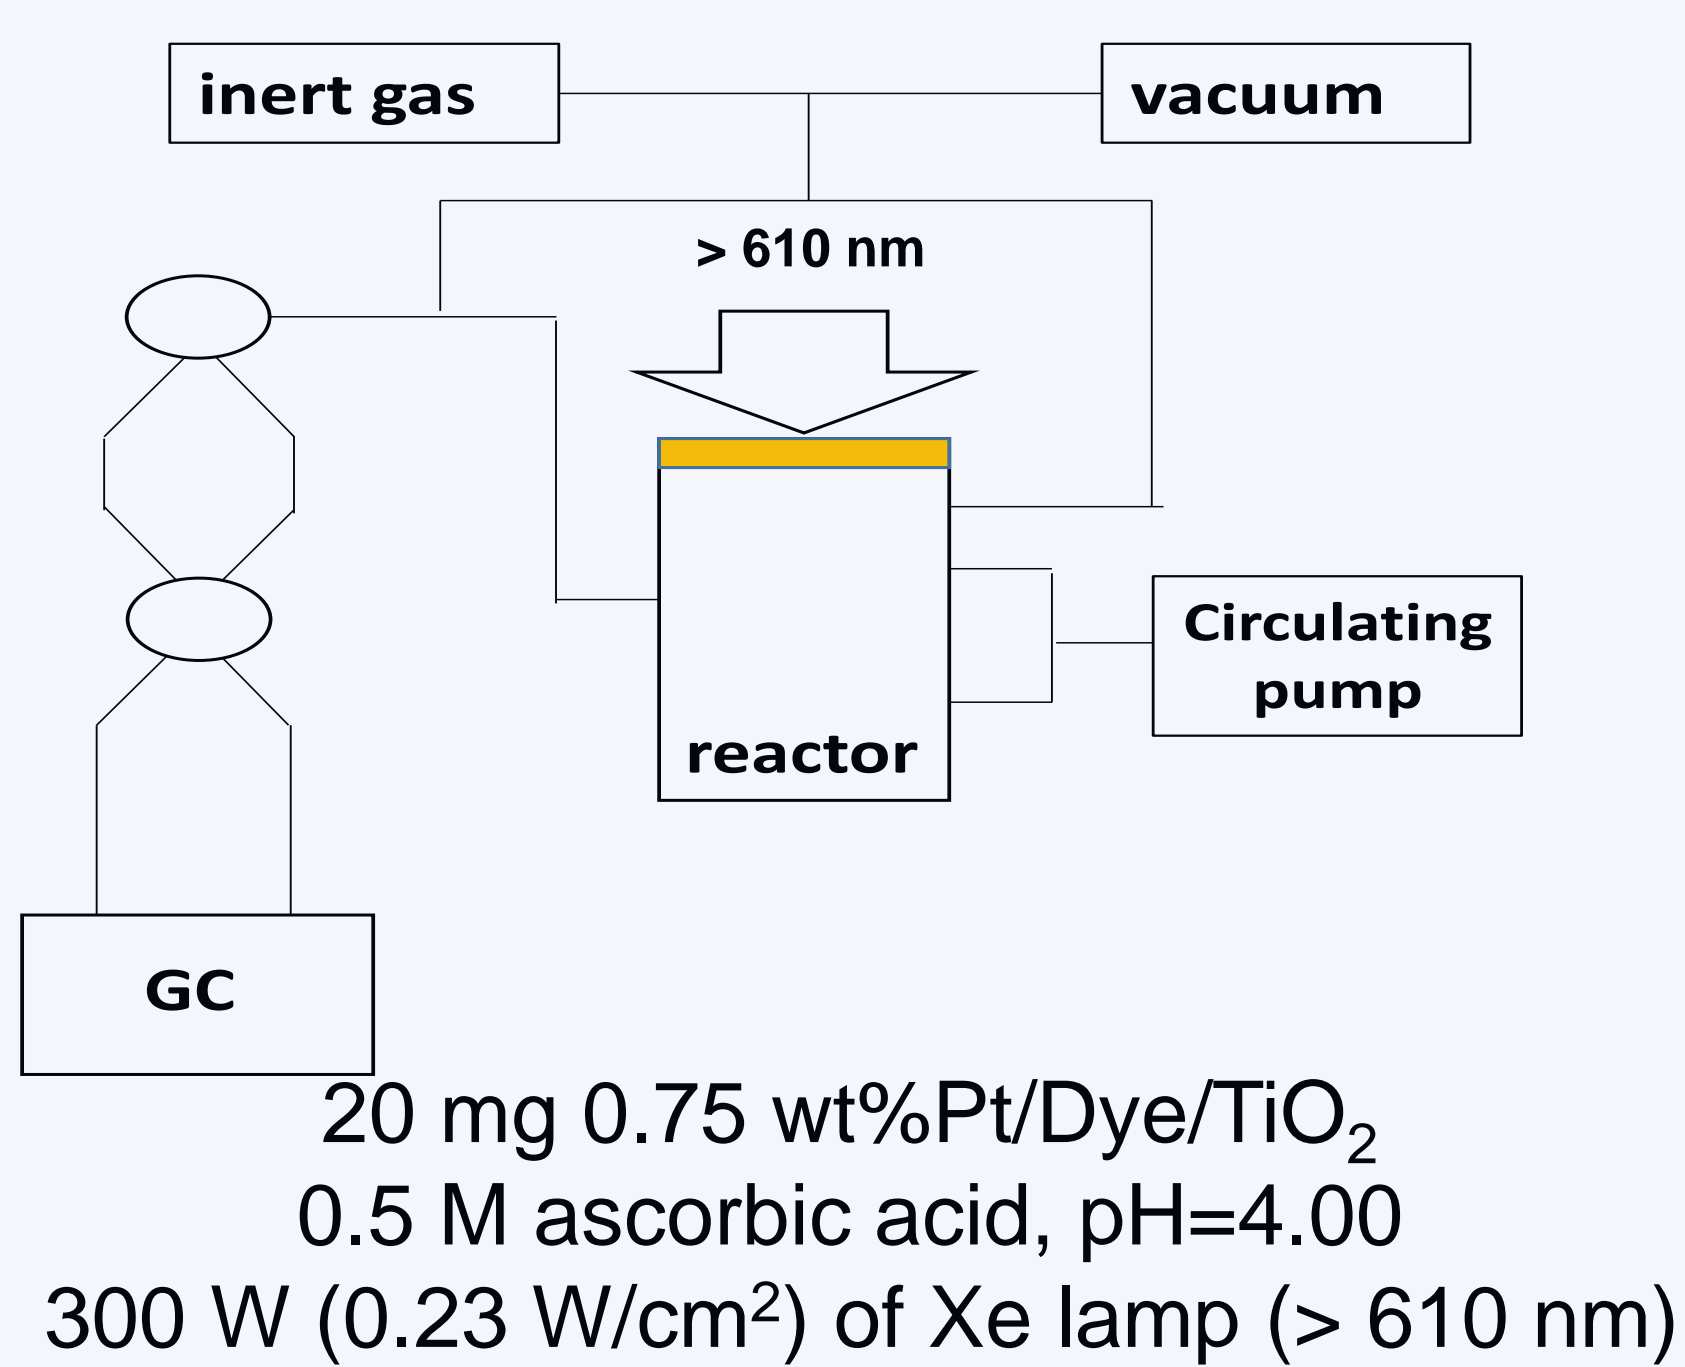 inert gas
vacuum
> 610 nm
Circulating
pump
reactor
GC
20 mg 0.75 wt%Pt/Dye/TiO₂
0.5 M ascorbic acid, pH=4.00
300 W (0.23 W/cm²) of Xe lamp (> 610 nm)